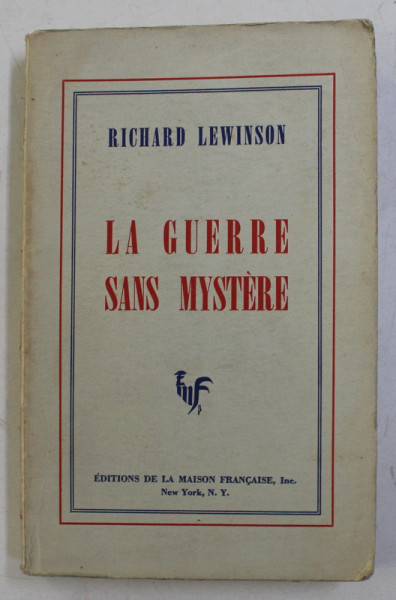 RICHARD LEWINSON
LA GUERRE
SANS MYSTÈRE
ÉDITIONS DE LA MAISON FRANÇAISE, Inc.
New York, N. Y.